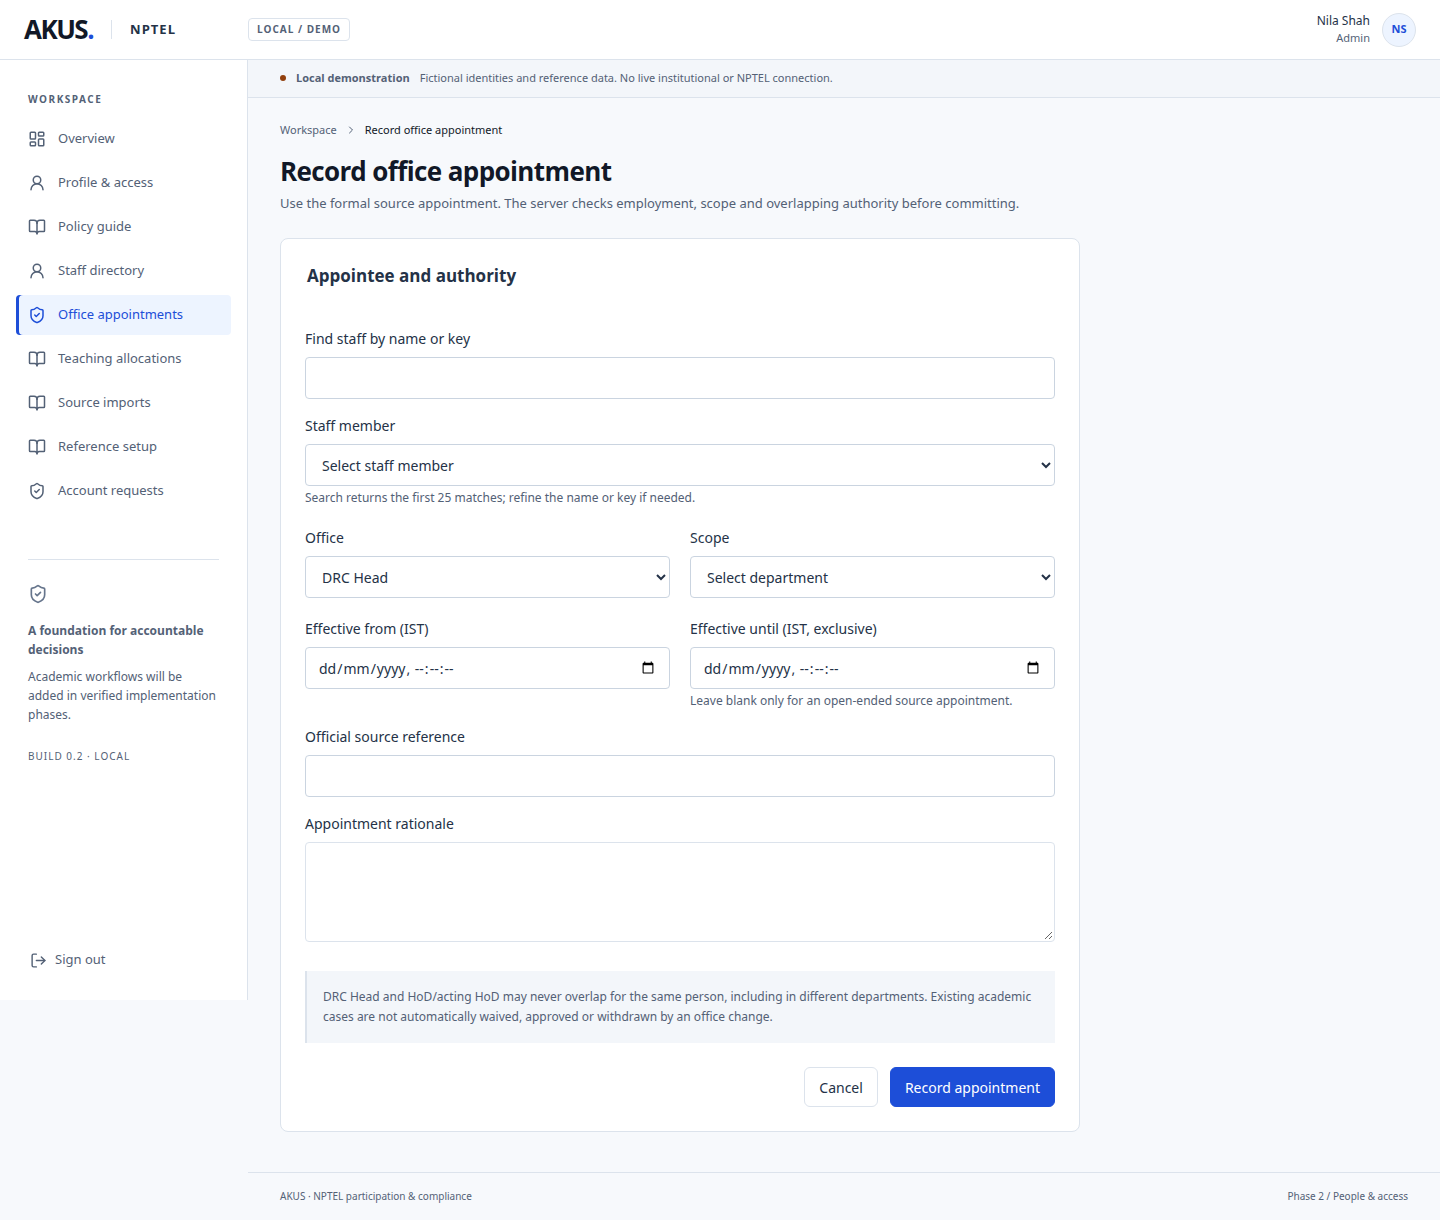 AKUS.
NPTEL
LOCAL / DEMO
Nila Shah
Admin
NS
Local demonstration Fictional identities and reference data. No live institutional or NPTEL connection.
WORKSPACE
Overview
Profile & access
Policy guide
Staff directory
Office appointments
Teaching allocations
Source imports
Reference setup
Account requests
A foundation for accountable
decisions
Academic workflows will be
added in verified implementation
phases.
BUILD 0.2 · LOCAL
Sign out
Workspace > Record office appointment
Record office appointment
Use the formal source appointment. The server checks employment, scope and overlapping authority before committing.
Appointee and authority
Find staff by name or key
Staff member
Select staff member
Search returns the first 25 matches; refine the name or key if needed.
Office
Scope
DRC Head
Select department
Effective from (IST)
Effective until (IST, exclusive)
dd/mm/yyyy, --:--:--
dd/mm/yyyy, --:--:--
Leave blank only for an open-ended source appointment.
Official source reference
Appointment rationale
DRC Head and HoD/acting HoD may never overlap for the same person, including in different departments. Existing academic
cases are not automatically waived, approved or withdrawn by an office change.
Cancel
Record appointment
AKUS · NPTEL participation & compliance
Phase 2 / People & access